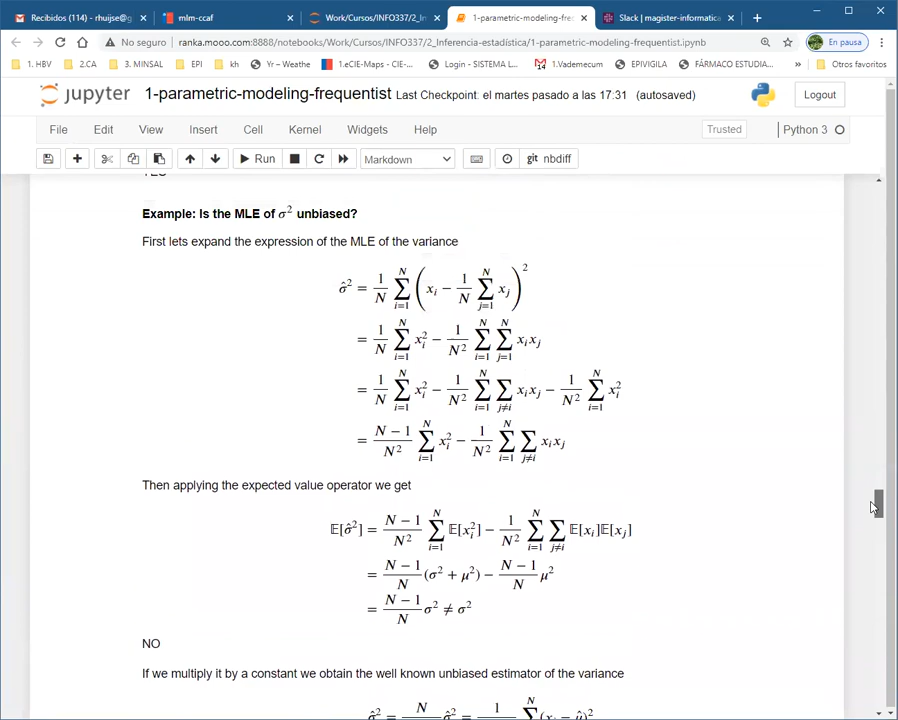 Recibidos (114) - rhuijse@g
mlm-ccaf
Work/Cursos/INFO337/2_In
1-parametric-modeling-fre
Slack | magister-informatica
No seguro
ranka.mooo.com:8888/notebooks/Work/Cursos/INFO337/2_Inferencia-estadística/1-parametric-modeling-frequentist.ipynb
En pausa
1. HBV
2.CA
3. MINSAL
EPI
kh
Yr – Weathe
1.eCIE-Maps - CIE-...
Login - SISTEMA L...
1.Vademecum
EPIVIGILA
FÁRMACO ESTUDIA...
»
Otros favoritos
jupyter
1-parametric-modeling-frequentist Last Checkpoint: el martes pasado a las 17:31 (autosaved)
Logout
File Edit View Insert Cell Kernel Widgets Help
Trusted
Python 3
Run
Markdown
git nbdiff
YES
Example: Is the MLE of σ² unbiased?
First lets expand the expression of the MLE of the variance
σ̂² = 1/N ∑_{i=1}^{N} (x_i − 1/N ∑_{j=1}^{N} x_j)²
= 1/N ∑_{i=1}^{N} x_i² − 1/N² ∑_{i=1}^{N} ∑_{j=1}^{N} x_i x_j
= 1/N ∑_{i=1}^{N} x_i² − 1/N² ∑_{i=1}^{N} ∑_{j≠i} x_i x_j − 1/N² ∑_{i=1}^{N} x_i²
= (N − 1)/N² ∑_{i=1}^{N} x_i² − 1/N² ∑_{i=1}^{N} ∑_{j≠i} x_i x_j
Then applying the expected value operator we get
𝔼[σ̂²] = (N − 1)/N² ∑_{i=1}^{N} 𝔼[x_i²] − 1/N² ∑_{i=1}^{N} ∑_{j≠i} 𝔼[x_i]𝔼[x_j]
= (N − 1)/N (σ² + μ²) − (N − 1)/N μ²
= (N − 1)/N σ² ≠ σ²
NO
If we multiply it by a constant we obtain the well known unbiased estimator of the variance